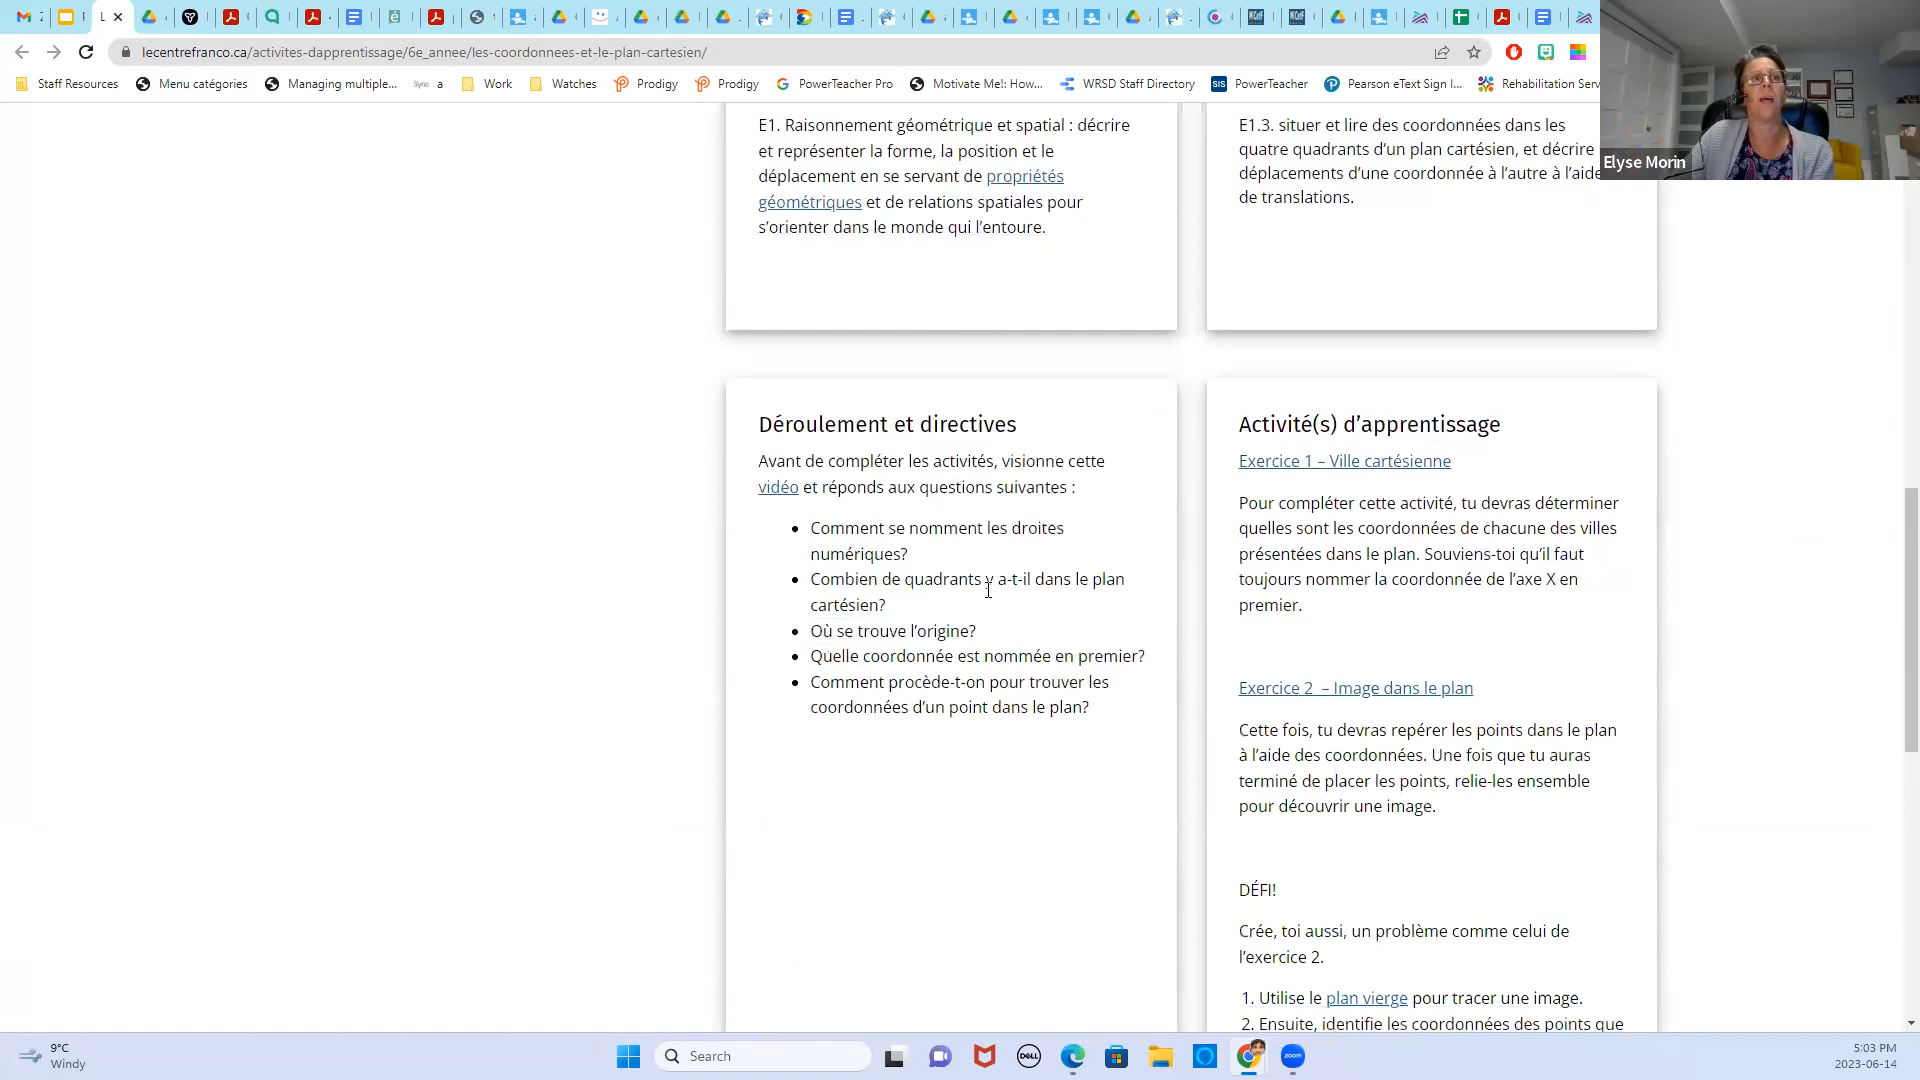 lecentrefranco.ca/activites-dapprentissage/6e_annee/les-coordonnees-et-le-plan-cartesien/
Staff Resources
Menu catégories
Managing multiple...
a
Work
Watches
Prodigy
Prodigy
PowerTeacher Pro
Motivate Me!: How...
WRSD Staff Directory
PowerTeacher
Pearson eText Sign I...
Rehabilitation Serv
Elyse Morin
E1. Raisonnement géométrique et spatial : décrire
et représenter la forme, la position et le
déplacement en se servant de propriétés
géométriques et de relations spatiales pour
s’orienter dans le monde qui l’entoure.
E1.3. situer et lire des coordonnées dans les
quatre quadrants d’un plan cartésien, et décrire
déplacements d’une coordonnée à l’autre à l’aide
de translations.
Déroulement et directives
Avant de compléter les activités, visionne cette
vidéo et réponds aux questions suivantes :
• Comment se nomment les droites
numériques?
• Combien de quadrants y a-t-il dans le plan
cartésien?
• Où se trouve l’origine?
• Quelle coordonnée est nommée en premier?
• Comment procède-t-on pour trouver les
coordonnées d’un point dans le plan?
Activité(s) d’apprentissage
Exercice 1 – Ville cartésienne
Pour compléter cette activité, tu devras déterminer
quelles sont les coordonnées de chacune des villes
présentées dans le plan. Souviens-toi qu’il faut
toujours nommer la coordonnée de l’axe X en
premier.
Exercice 2 – Image dans le plan
Cette fois, tu devras repérer les points dans le plan
à l’aide des coordonnées. Une fois que tu auras
terminé de placer les points, relie-les ensemble
pour découvrir une image.
DÉFI!
Crée, toi aussi, un problème comme celui de
l’exercice 2.
1. Utilise le plan vierge pour tracer une image.
2. Ensuite, identifie les coordonnées des points que
9°C
Windy
Search
DELL
zoom
5:03 PM
2023-06-14